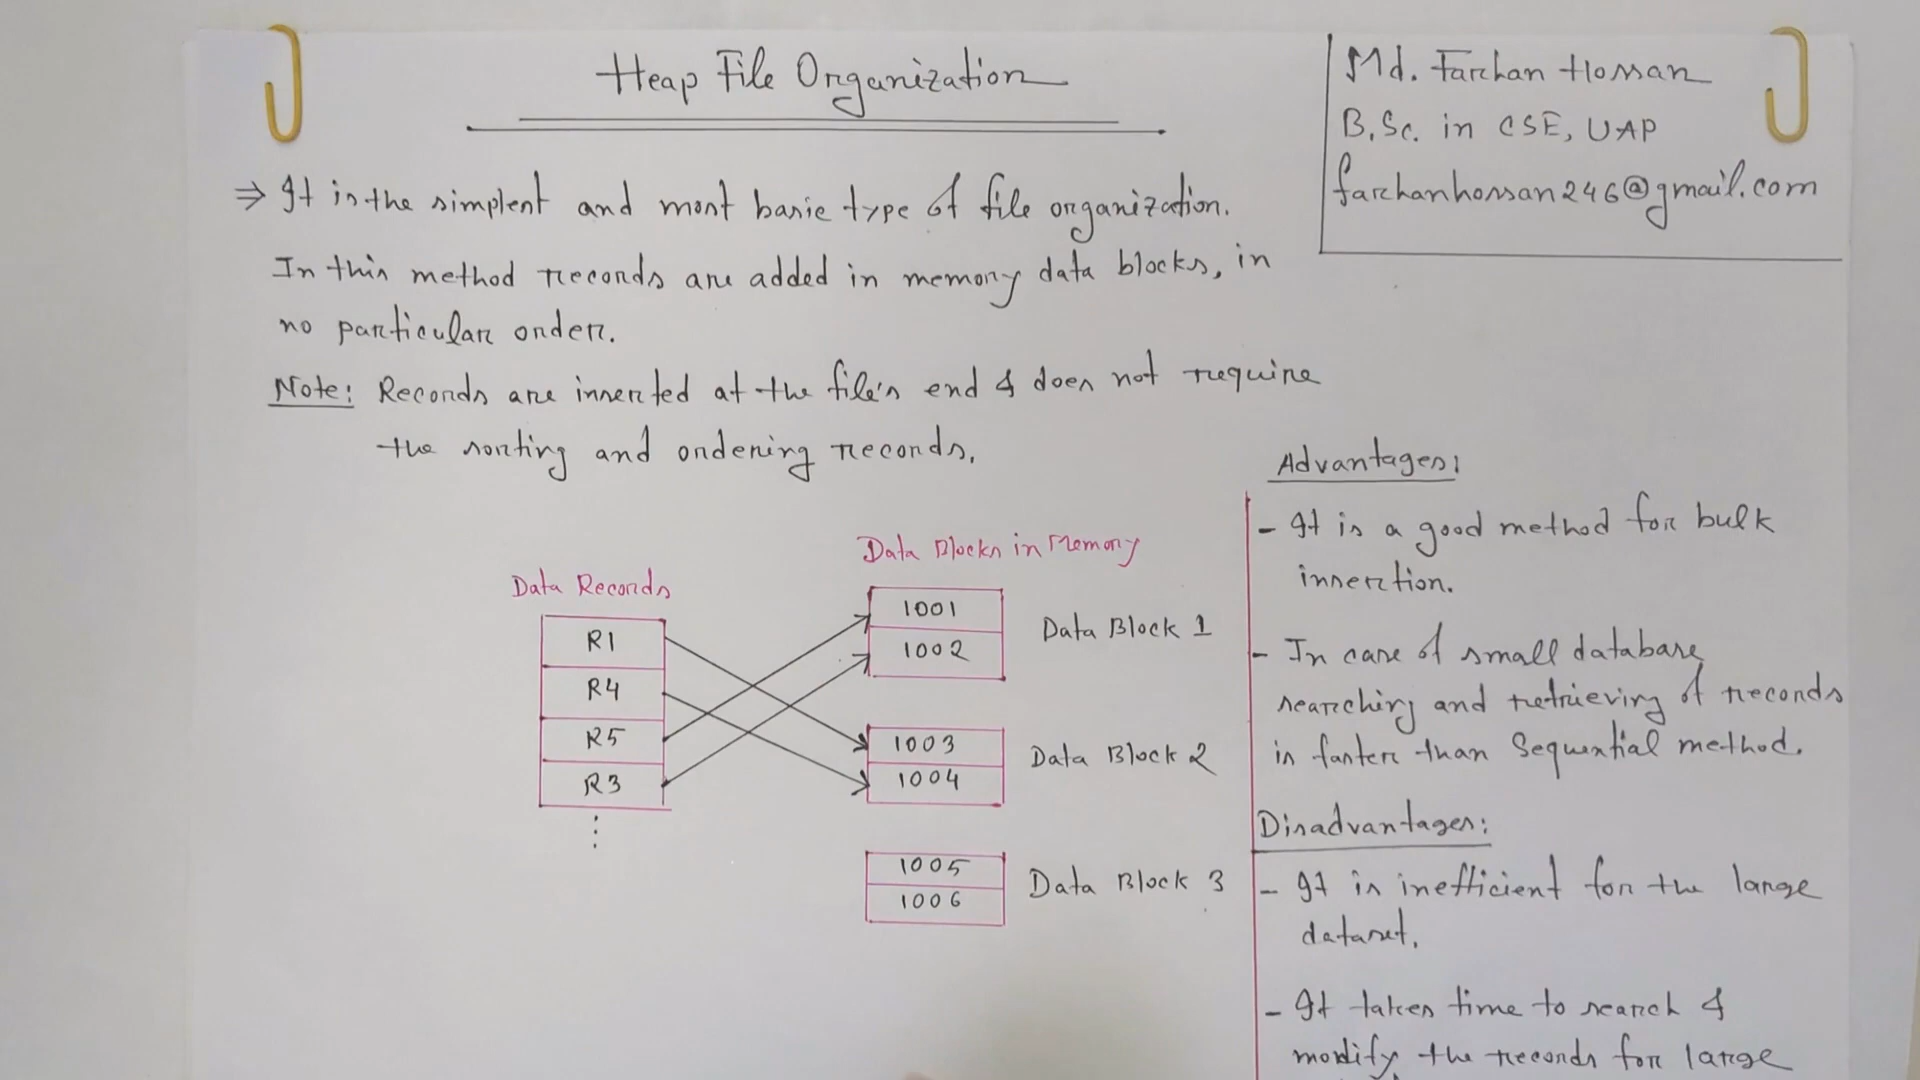 Heap File Organization
Md. Farhan Hossan
B.Sc. in CSE, UAP
farhanhossan246@gmail.com
⇒ It is the simplest and most basic type of file organization.
In this method records are added in memory data blocks, in
no particular order.
Note: Records are inserted at the file's end & does not require
the sorting and ordering records.
Data Records
R1
R4
R5
R3
Data Blocks in Memory
1001
1002
Data Block 1
1003
1004
Data Block 2
1005
1006
Data Block 3
Advantages:
- It is a good method for bulk
insertion.
- In case of small database
searching and retrieving of records
is faster than Sequential method.
Disadvantages:
- It is inefficient for the large
dataset.
- It takes time to search &
modify the records for large